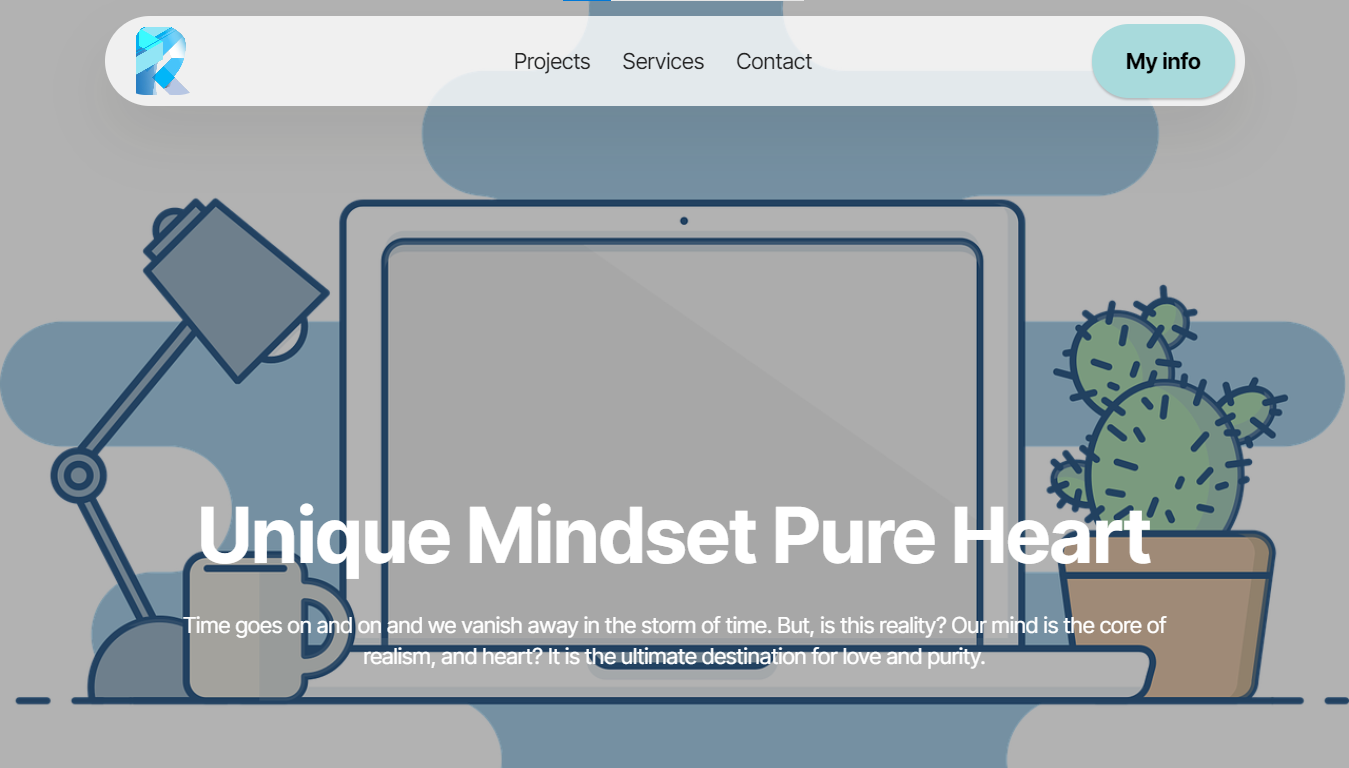 Projects Services Contact My info
Unique Mindset Pure Heart
Time goes on and on and we vanish away in the storm of time. But, is this reality? Our mind is the core of
realism, and heart? It is the ultimate destination for love and purity.